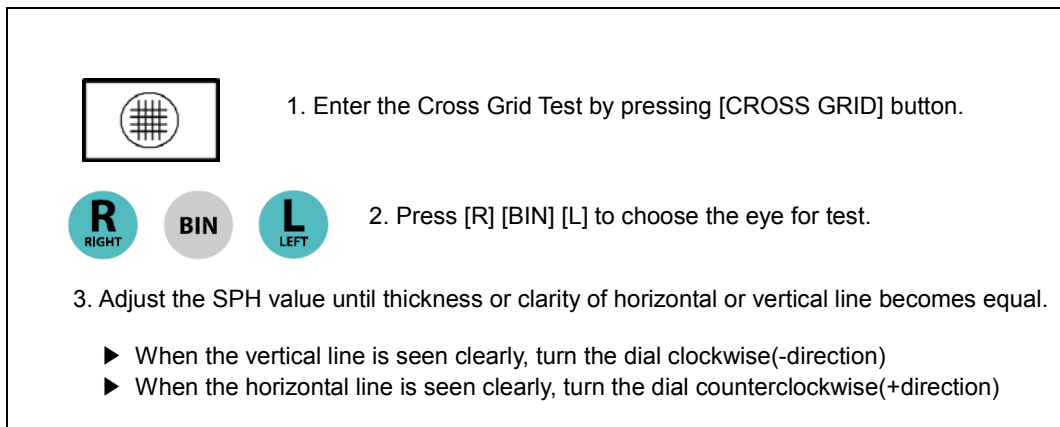 1. Enter the Cross Grid Test by pressing [CROSS GRID] button.
R
RIGHT
BIN
L
LEFT
2. Press [R] [BIN] [L] to choose the eye for test.
3. Adjust the SPH value until thickness or clarity of horizontal or vertical line becomes equal.
▶ When the vertical line is seen clearly, turn the dial clockwise(-direction)
▶ When the horizontal line is seen clearly, turn the dial counterclockwise(+direction)